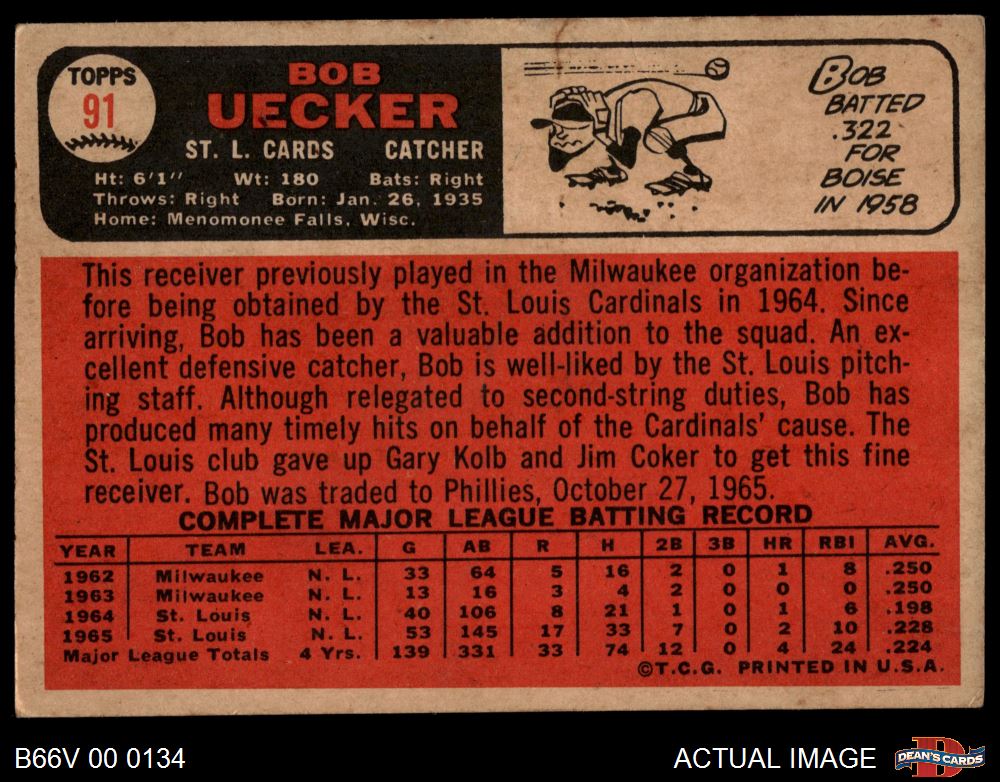 TOPPS
91
BOB
UECKER
ST. L. CARDS CATCHER
Ht: 6'1" Wt: 180 Bats: Right
Throws: Right Born: Jan. 26, 1935
Home: Menomonee Falls, Wisc.
BOB
BATTED
.322
FOR
BOISE
IN 1958
This receiver previously played in the Milwaukee organization be-
fore being obtained by the St. Louis Cardinals in 1964. Since
arriving, Bob has been a valuable addition to the squad. An ex-
cellent defensive catcher, Bob is well-liked by the St. Louis pitch-
ing staff. Although relegated to second-string duties, Bob has
produced many timely hits on behalf of the Cardinals' cause. The
St. Louis club gave up Gary Kolb and Jim Coker to get this fine
receiver. Bob was traded to Phillies, October 27, 1965.
COMPLETE MAJOR LEAGUE BATTING RECORD
YEAR TEAM LEA. G AB R H 2B 3B HR RBI AVG.
1962 Milwaukee N. L. 33 64 5 16 2 0 1 8 .250
1963 Milwaukee N. L. 13 16 3 4 2 0 0 0 .250
1964 St. Louis N. L. 40 106 8 21 1 0 1 6 .198
1965 St. Louis N. L. 53 145 17 33 7 0 2 10 .228
Major League Totals 4 Yrs. 139 331 33 74 12 0 4 24 .224
©T.C.G. PRINTED IN U.S.A.
B66V 00 0134 ACTUAL IMAGE
D
DEAN'S CARDS